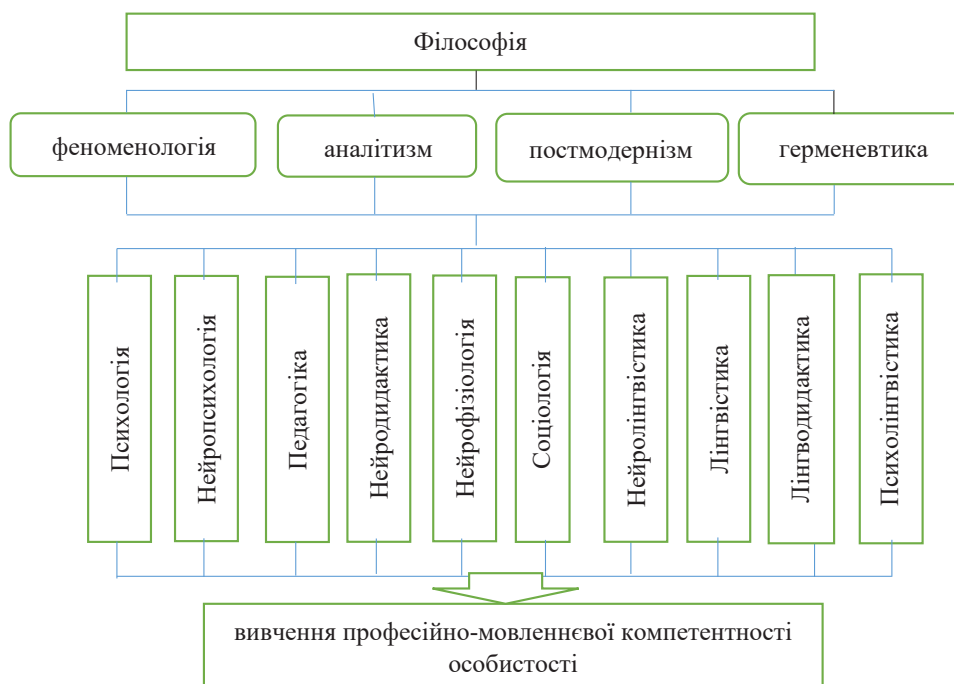 Філософія
феноменологія
аналітизм
постмодернізм
герменевтика
Психологія
Нейропсихологія
Педагогіка
Нейродидактика
Нейрофізіологія
Соціологія
Нейролінгвістика
Лінгвістика
Лінгводидактика
Психолінгвістика
вивчення професійно-мовленнєвої компетентності
особистості